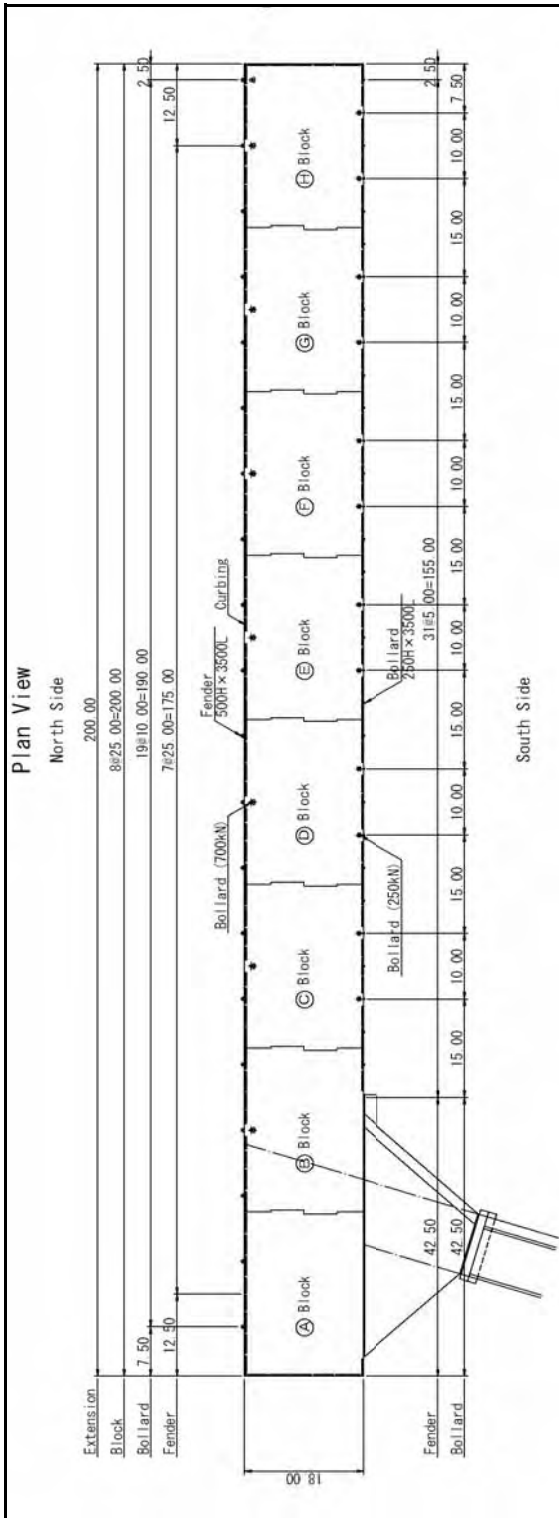 Plan View
North Side
Extension 200.00
Block 8@25.00=200.00
Bollard 7.50 19@10.00=190.00 2.50
Fender 12.50 7@25.00=175.00 12.50
Bollard (700kN)
Fender
500H×3500L
Curbing
18.00
Ⓐ Block
Ⓑ Block
Ⓒ Block
Ⓓ Block
Ⓔ Block
Ⓕ Block
Ⓖ Block
Ⓗ Block
Bollard (250kN)
Bollard
250H×3500L
Fender 42.50 31@5.00=155.00 2.50
Bollard 42.50 15.00 10.00 15.00 10.00 15.00 10.00 15.00 10.00 15.00 10.00 15.00 10.00 7.50
South Side